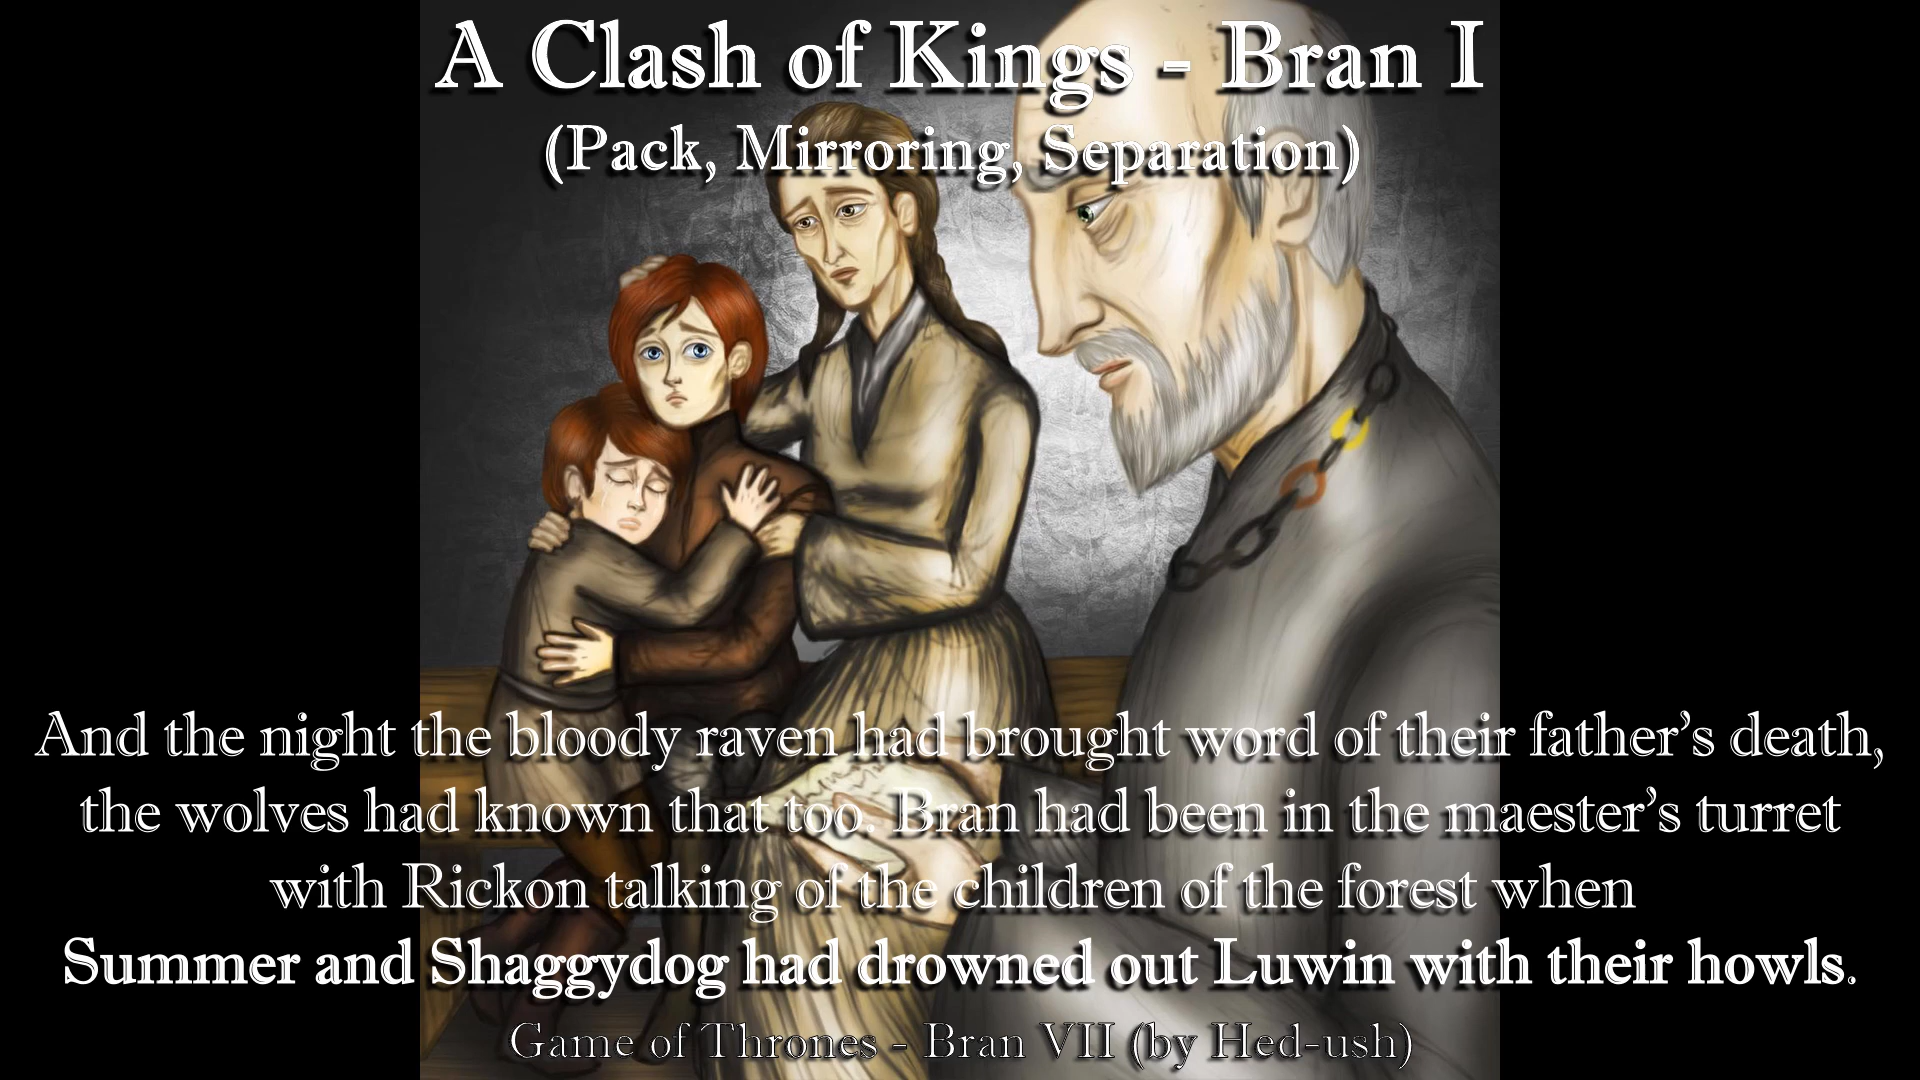 A Clash of Kings - Bran I
(Pack, Mirroring, Separation)
And the night the bloody raven had brought word of their father’s death,
the wolves had known that too. Bran had been in the maester’s turret
with Rickon talking of the children of the forest when
Summer and Shaggydog had drowned out Luwin with their howls.
Game of Thrones - Bran VII (by Hed-ush)